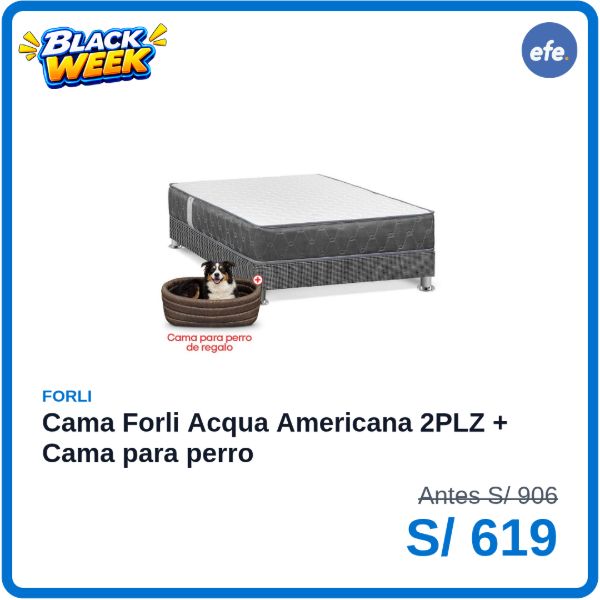 BLACK
WEEK
efe.
+
Cama para perro
de regalo
FORLI
Cama Forli Acqua Americana 2PLZ +
Cama para perro
Antes S/ 906
S/ 619